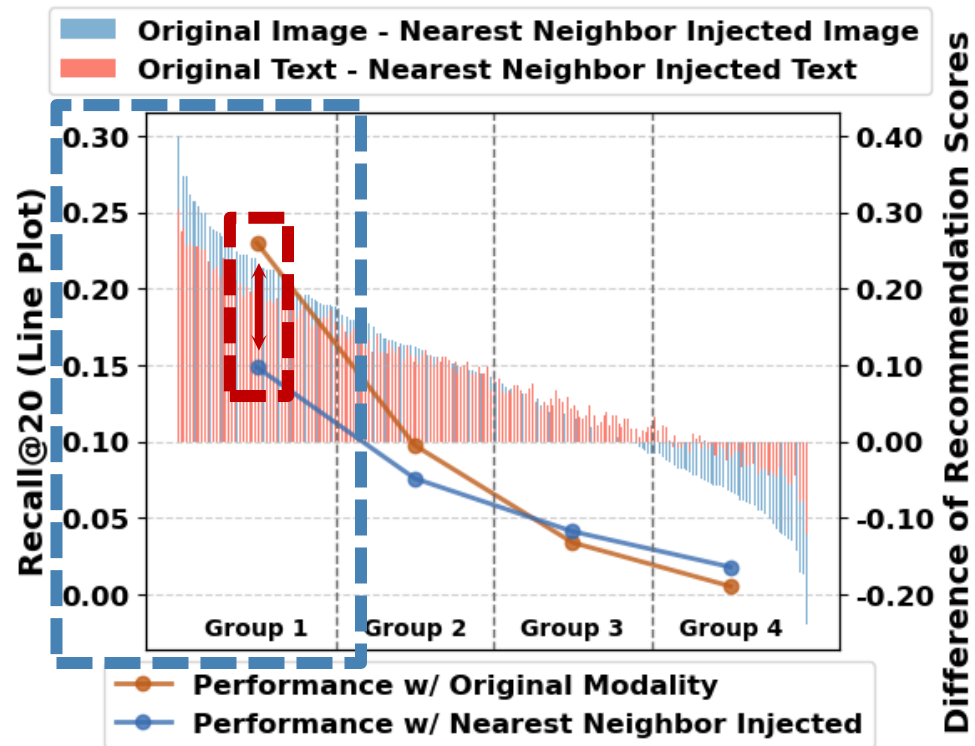 Original Image - Nearest Neighbor Injected Image
Original Text - Nearest Neighbor Injected Text
Recall@20 (Line Plot)
0.30
0.25
0.20
0.15
0.10
0.05
0.00
Group 1
Group 2
Group 3
Group 4
0.40
0.30
0.20
0.10
0.00
-0.10
-0.20
Difference of Recommendation Scores
Performance w/ Original Modality
Performance w/ Nearest Neighbor Injected